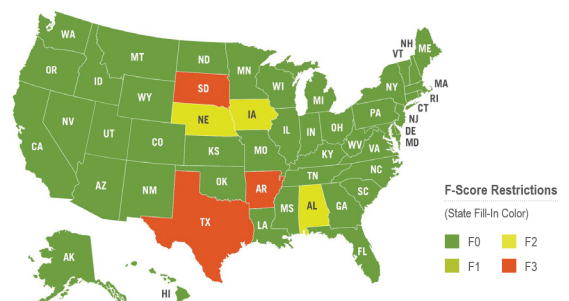 WA
OR
CA
NV
ID
MT
WY
UT
AZ
CO
NM
ND
SD
NE
KS
OK
TX
MN
IA
MO
AR
LA
WI
IL
MS
MI
IN
KY
TN
AL
OH
WV
VA
NC
SC
GA
FL
PA
NY
VT
NH
ME
MA
RI
CT
NJ
DE
MD
AK
HI
F-Score Restrictions
(State Fill-In Color)
F0 F2
F1 F3